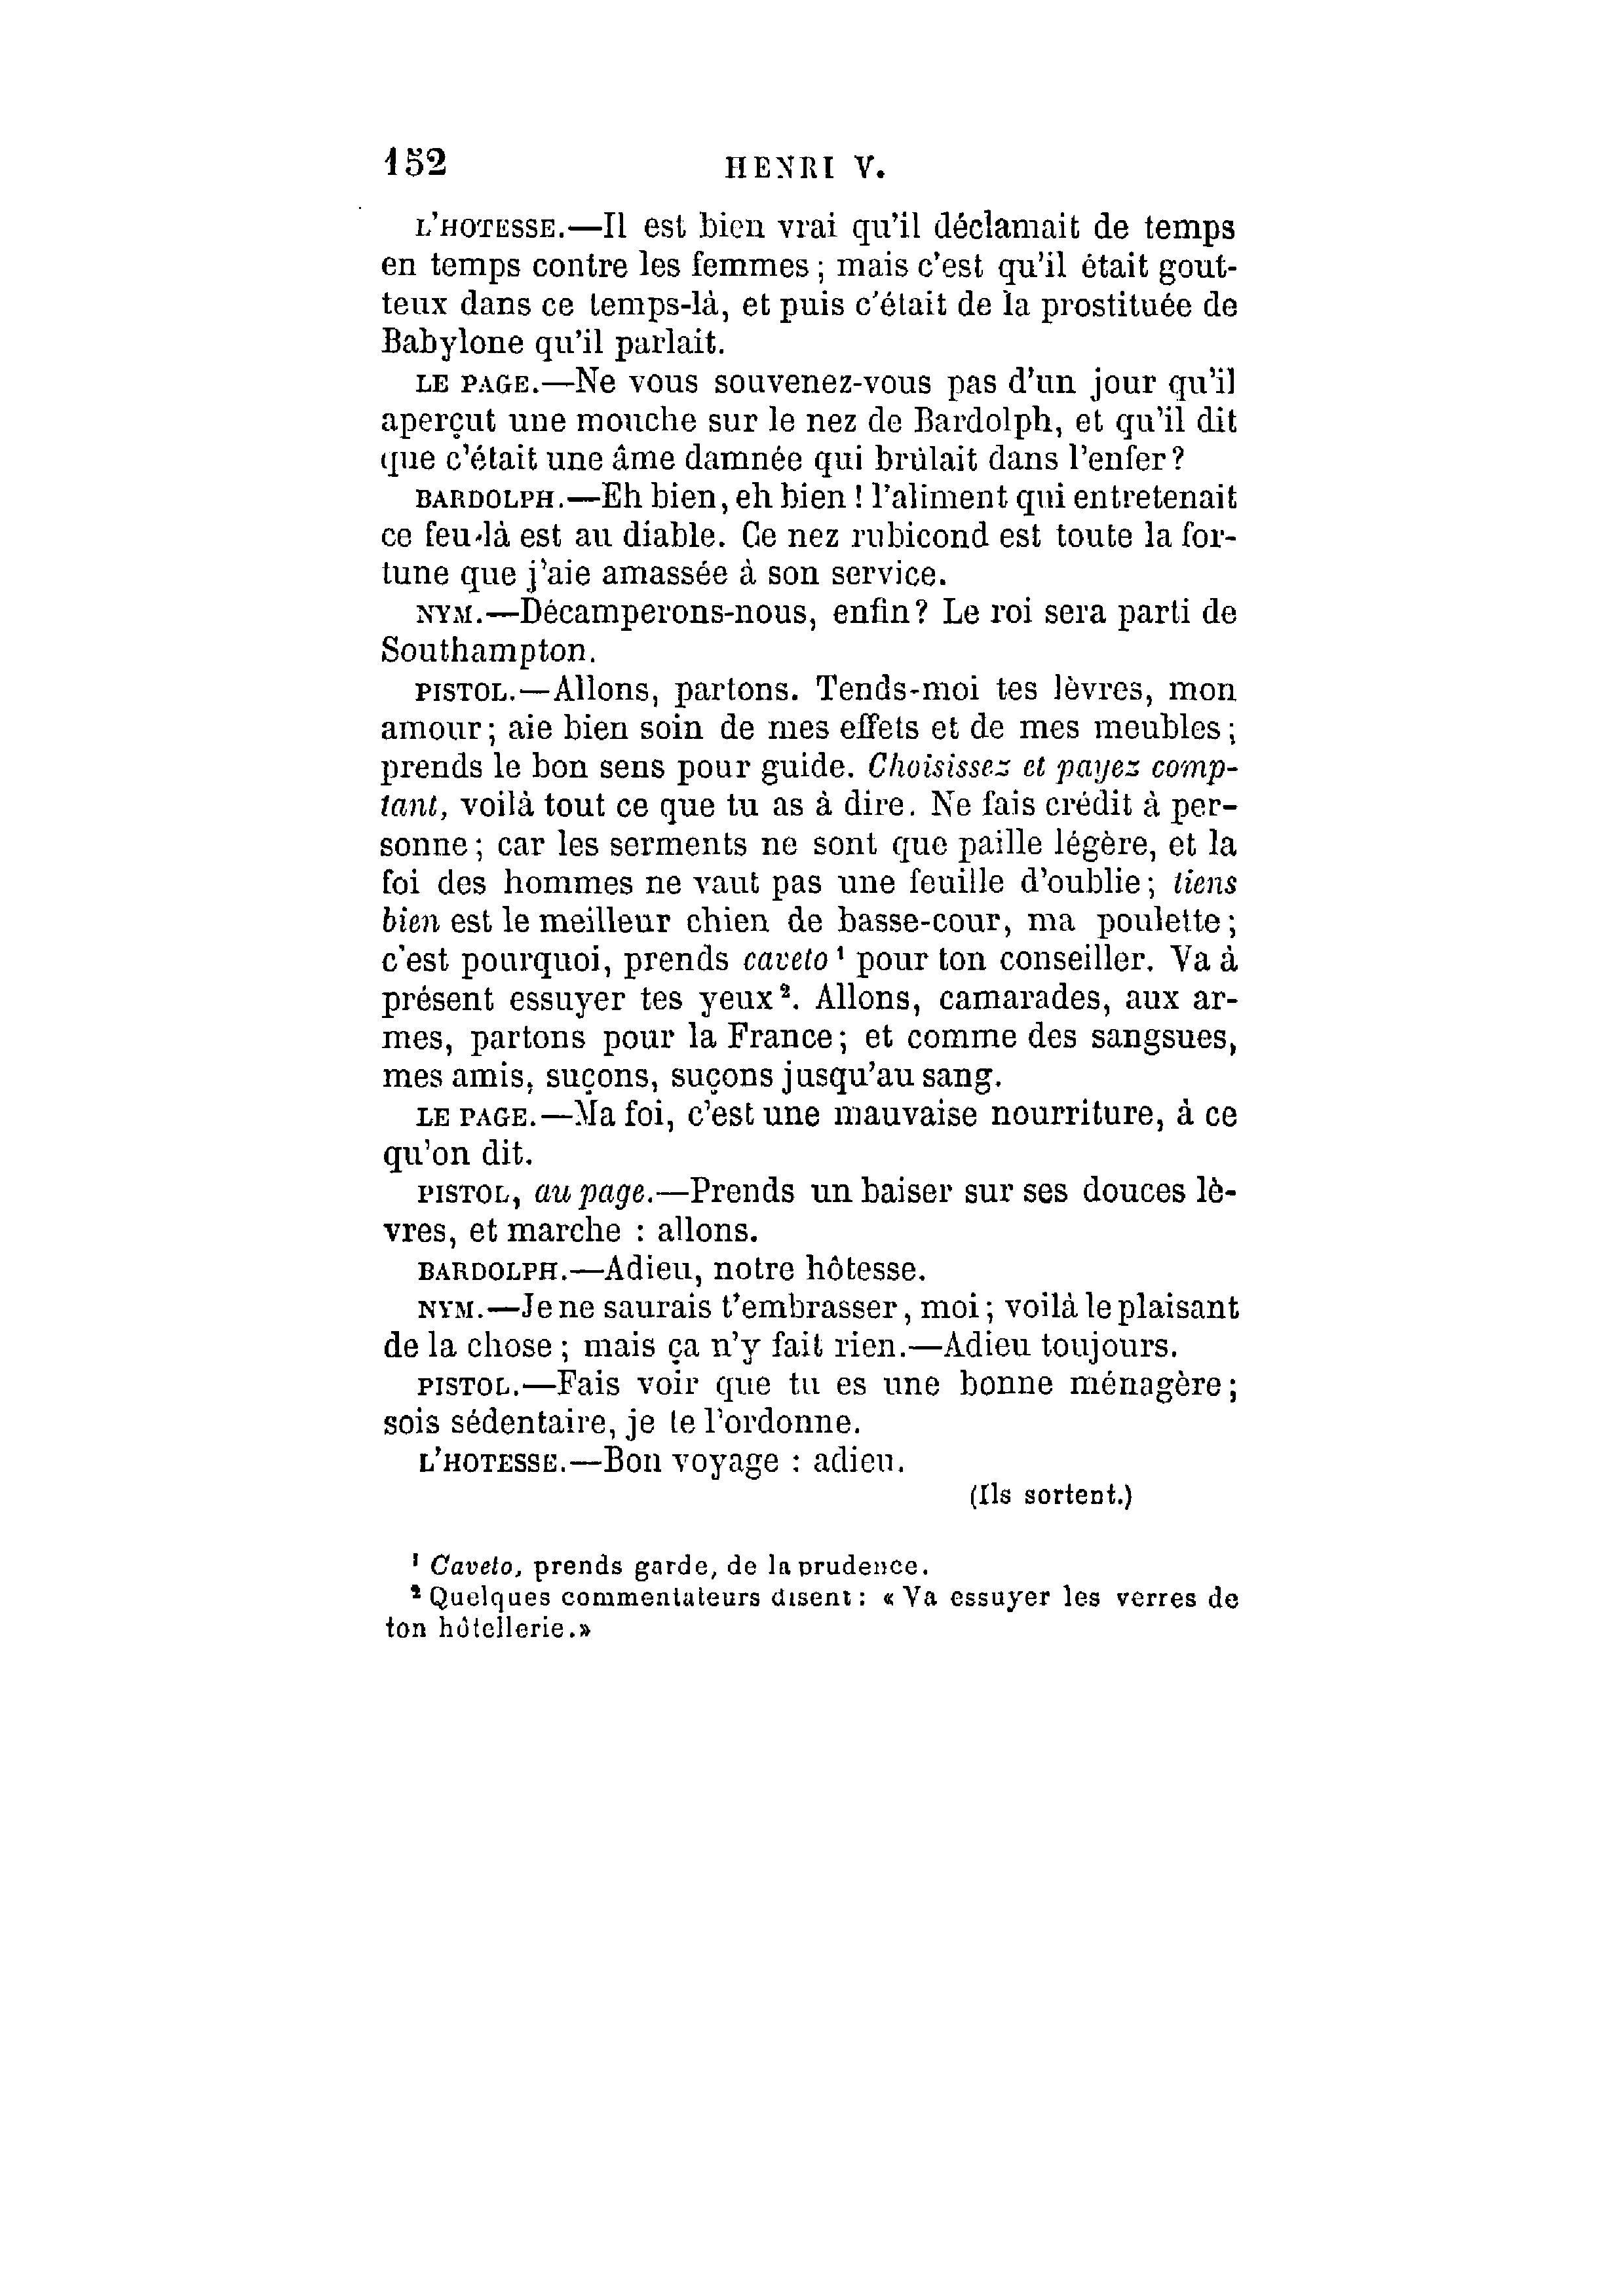 152 HENRI V.
L'HOTESSE.—Il est bien vrai qu'il déclamait de temps
en temps contre les femmes ; mais c'est qu'il était gout-
teux dans ce temps-là, et puis c'était de la prostituée de
Babylone qu'il parlait.
LE PAGE.—Ne vous souvenez-vous pas d'un jour qu'il
aperçut une mouche sur le nez de Bardolph, et qu'il dit
que c'était une âme damnée qui brûlait dans l'enfer?
BARDOLPH.—Eh bien, eh bien ! l'aliment qui entretenait
ce feu-là est au diable. Ce nez rubicond est toute la for-
tune que j'aie amassée à son service.
NYM.—Décamperons-nous, enfin? Le roi sera parti de
Southampton.
PISTOL.—Allons, partons. Tends-moi tes lèvres, mon
amour ; aie bien soin de mes effets et de mes meubles ;
prends le bon sens pour guide. Choisissez et payez comp-
tant, voilà tout ce que tu as à dire. Ne fais crédit à per-
sonne ; car les serments ne sont que paille légère, et la
foi des hommes ne vaut pas une feuille d'oublie ; tiens
bien est le meilleur chien de basse-cour, ma poulette ;
c'est pourquoi, prends caveto ¹ pour ton conseiller. Va à
présent essuyer tes yeux ². Allons, camarades, aux ar-
mes, partons pour la France ; et comme des sangsues,
mes amis, suçons, suçons jusqu'au sang.
LE PAGE.—Ma foi, c'est une mauvaise nourriture, à ce
qu'on dit.
PISTOL, au page.—Prends un baiser sur ses douces lè-
vres, et marche : allons.
BARDOLPH.—Adieu, notre hôtesse.
NYM.—Je ne saurais t'embrasser, moi ; voilà le plaisant
de la chose ; mais ça n'y fait rien.—Adieu toujours.
PISTOL.—Fais voir que tu es une bonne ménagère ;
sois sédentaire, je te l'ordonne.
L'HOTESSE.—Bon voyage : adieu.
(Ils sortent.)
¹ Caveto, prends garde, de la prudence.
² Quelques commentateurs disent : « Va essuyer les verres de
ton hôtellerie.»